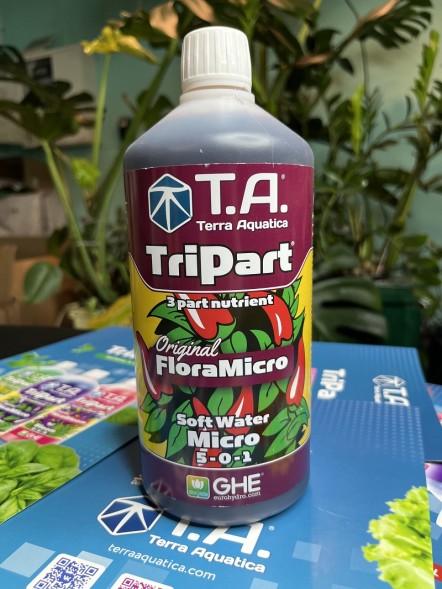 T.A.
Terra Aquatica
TriPart®
3 part nutrient
Original
FloraMicro
Soft Water
Micro
5-0-1
GHE®
eurohydro.com
T.A.
TriPart
TriPa
T.A.
T.A.
Terra Aquatica
terraaquatica.com